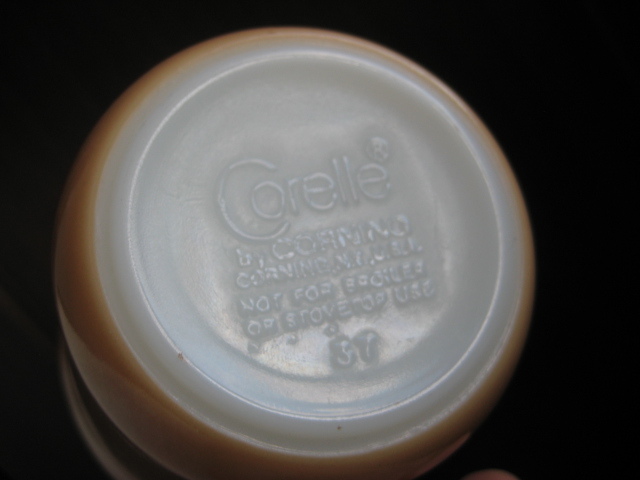 Corelle®
by CORNING
CORNING, N.Y., U.S.A.
NOT FOR BROILER
OR STOVETOP USE
37